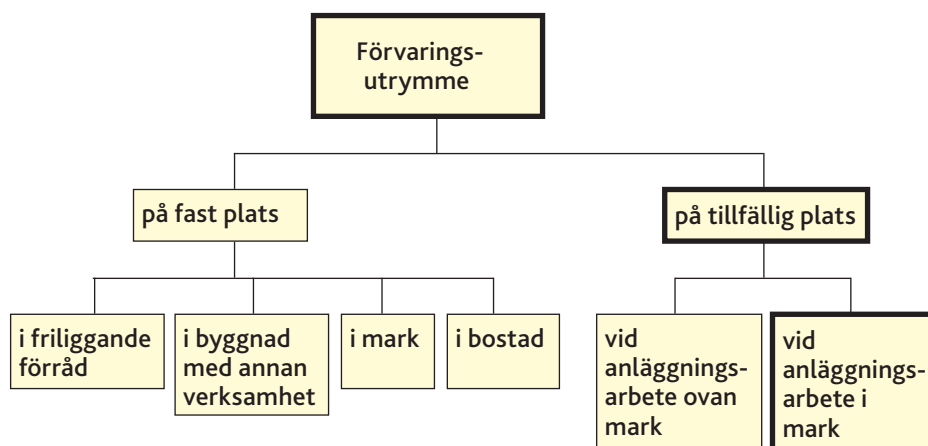 Förvarings-
utrymme
på fast plats
på tillfällig plats
i friliggande
förråd
i byggnad
med annan
verksamhet
i mark
i bostad
vid
anläggnings-
arbete ovan
mark
vid
anläggnings-
arbete i
mark